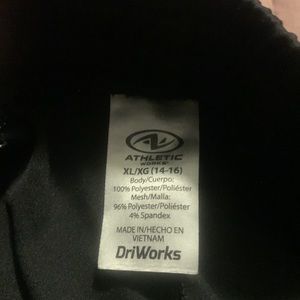 ATHLETIC
WORKS
XL/XG (14-16)
Body/Cuerpo:
100% Polyester/Poliéster
Mesh/Malla:
96% Polyester/Poliéster
4% Spandex
MADE IN/HECHO EN
VIETNAM
DriWorks